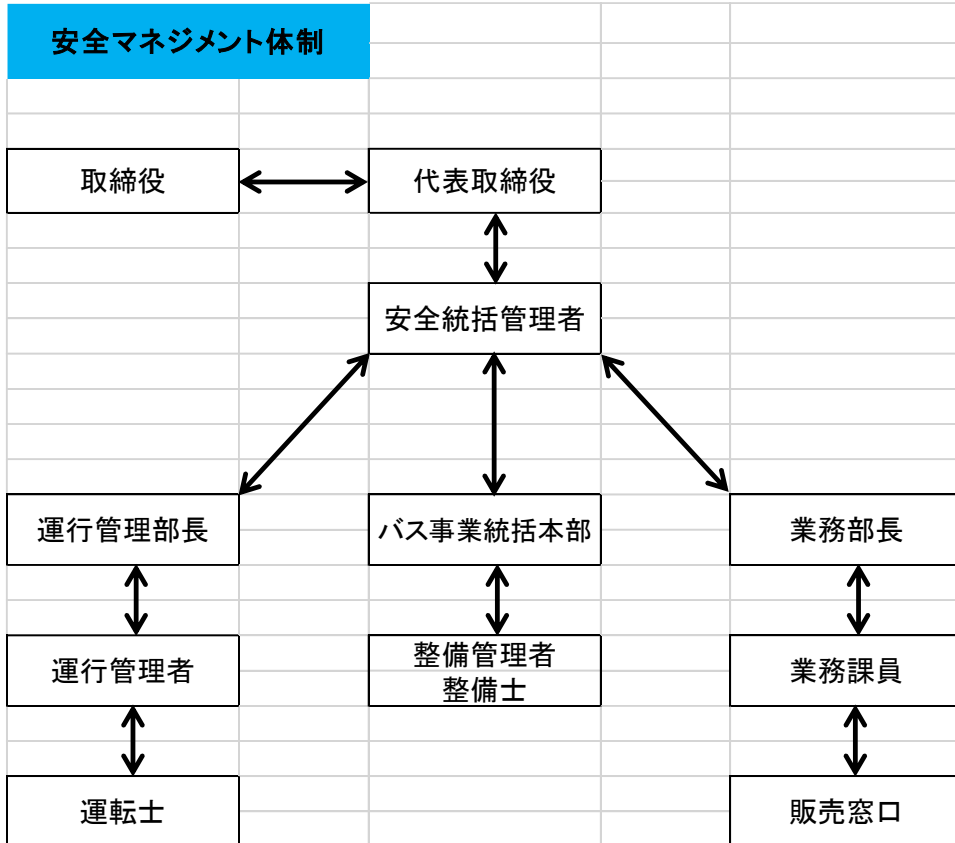 安全マネジメント体制
取締役
代表取締役
安全統括管理者
運行管理部長
バス事業統括本部
業務部長
運行管理者
整備管理者
整備士
業務課員
運転士
販売窓口